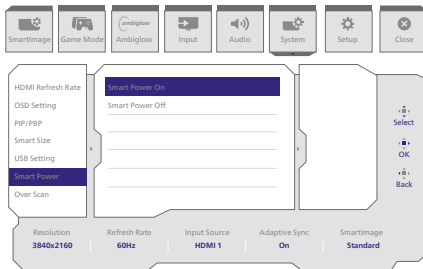 SmartImage
Game Mode
ambiglow
Ambiglow
Input
Audio
System
Setup
Close
HDMI Refresh Rate
OSD Setting
PIP/PBP
Smart Size
USB Setting
Smart Power
Over Scan
Smart Power On
Smart Power Off
Select
OK
Back
Resolution
3840x2160
Refresh Rate
60Hz
Input Source
HDMI 1
Adaptive Sync
On
SmartImage
Standard